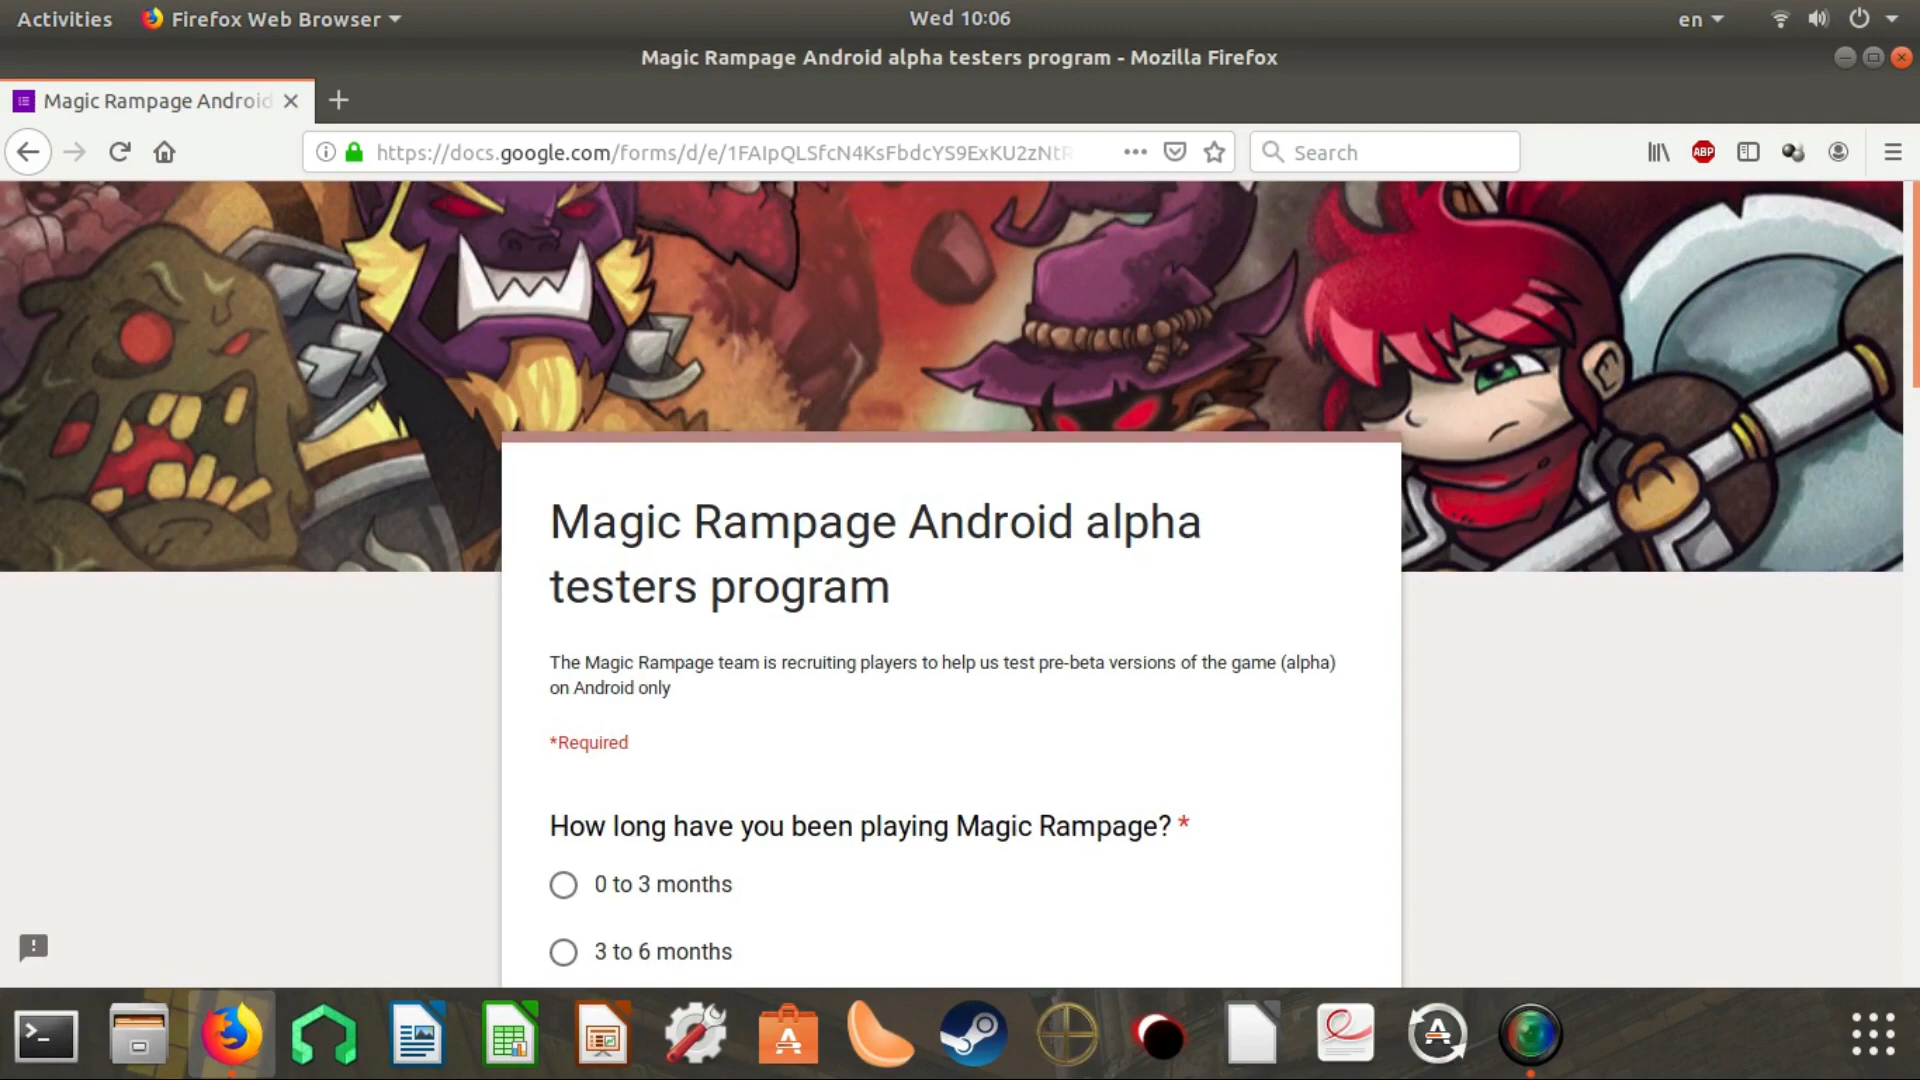 Activities Firefox Web Browser Wed 10:06 en
Magic Rampage Android alpha testers program - Mozilla Firefox
Magic Rampage Android
https://docs.google.com/forms/d/e/1FAIpQLSfcN4KsFbdcYS9ExKU2zNtR Search ABP
Magic Rampage Android alpha
testers program
The Magic Rampage team is recruiting players to help us test pre-beta versions of the game (alpha)
on Android only
*Required
How long have you been playing Magic Rampage? *
0 to 3 months
3 to 6 months